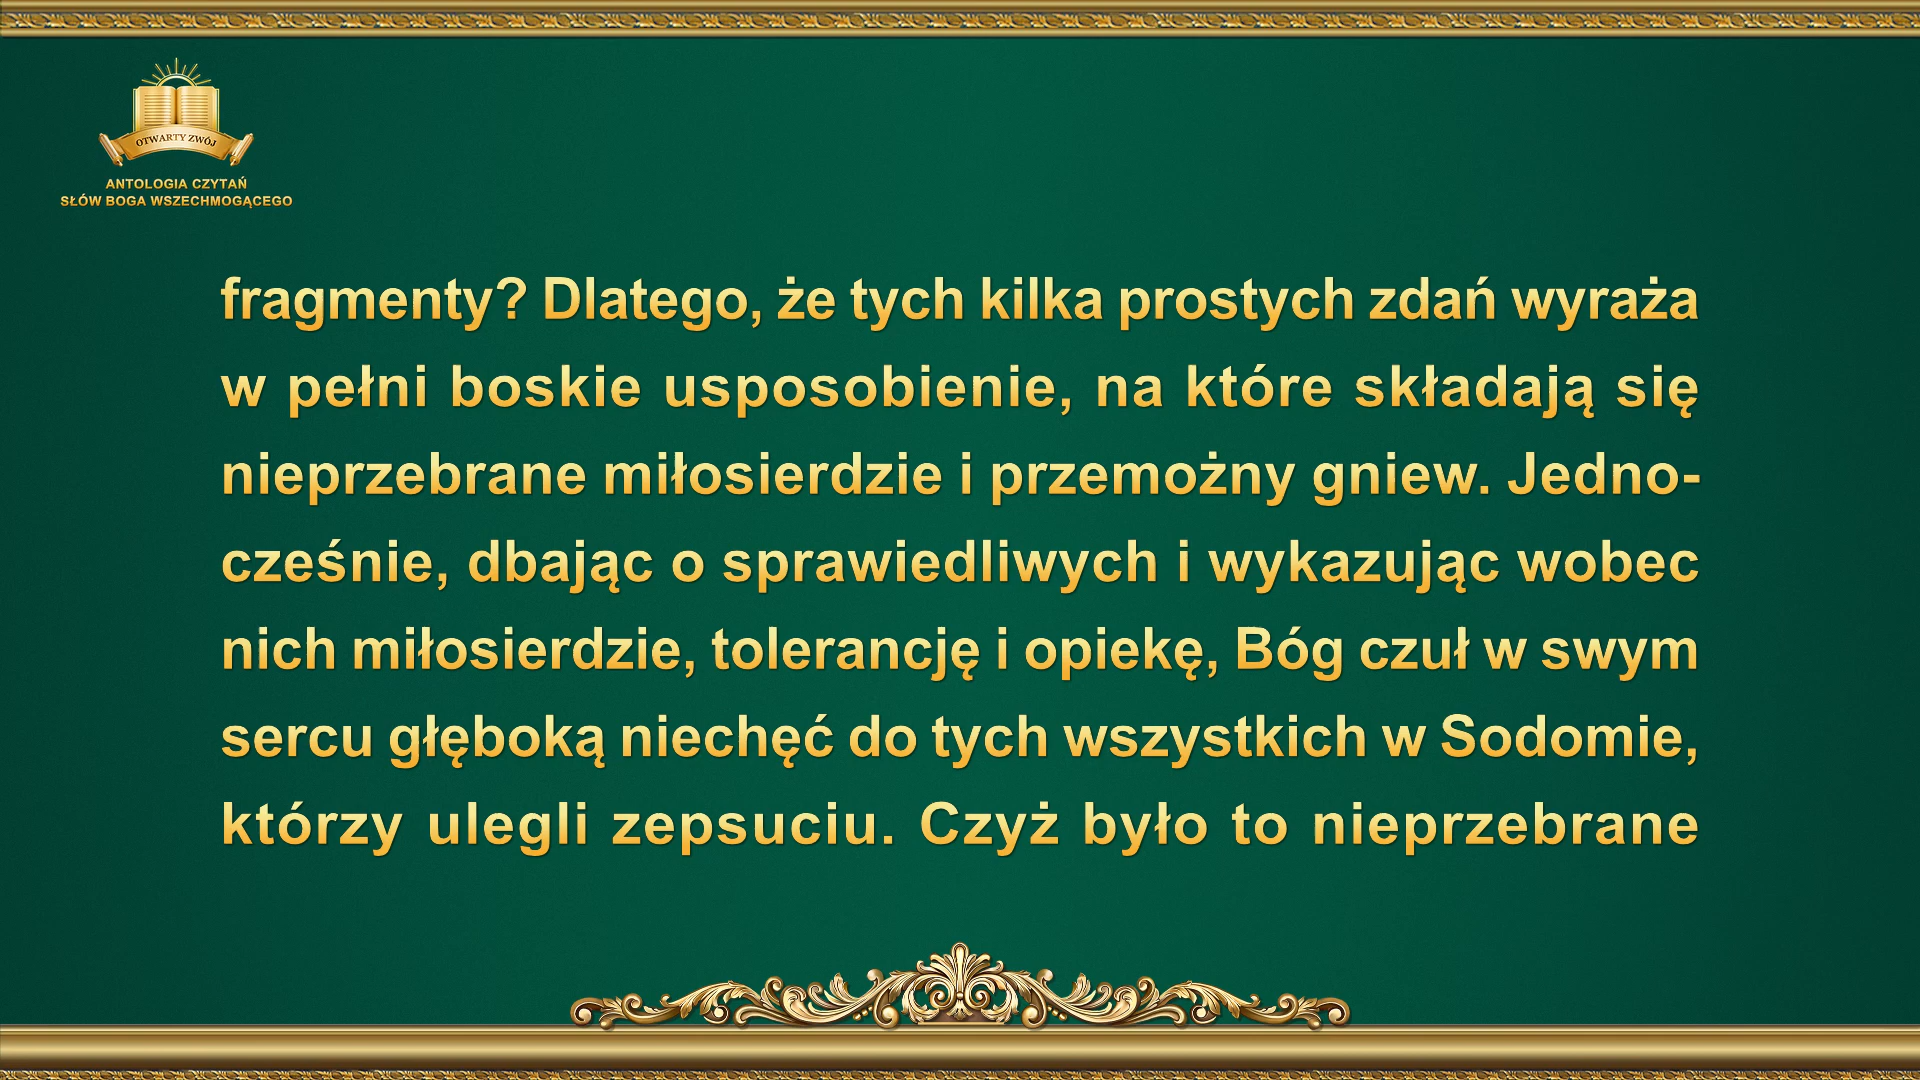 OTWARTY ZWÓJ
ANTOLOGIA CZYTAŃ
SŁÓW BOGA WSZECHMOGĄCEGO
fragmenty? Dlatego, że tych kilka prostych zdań wyraża
w pełni boskie usposobienie, na które składają się
nieprzebrane miłosierdzie i przemożny gniew. Jedno-
cześnie, dbając o sprawiedliwych i wykazując wobec
nich miłosierdzie, tolerancję i opiekę, Bóg czuł w swym
sercu głęboką niechęć do tych wszystkich w Sodomie,
którzy ulegli zepsuciu. Czyż było to nieprzebrane